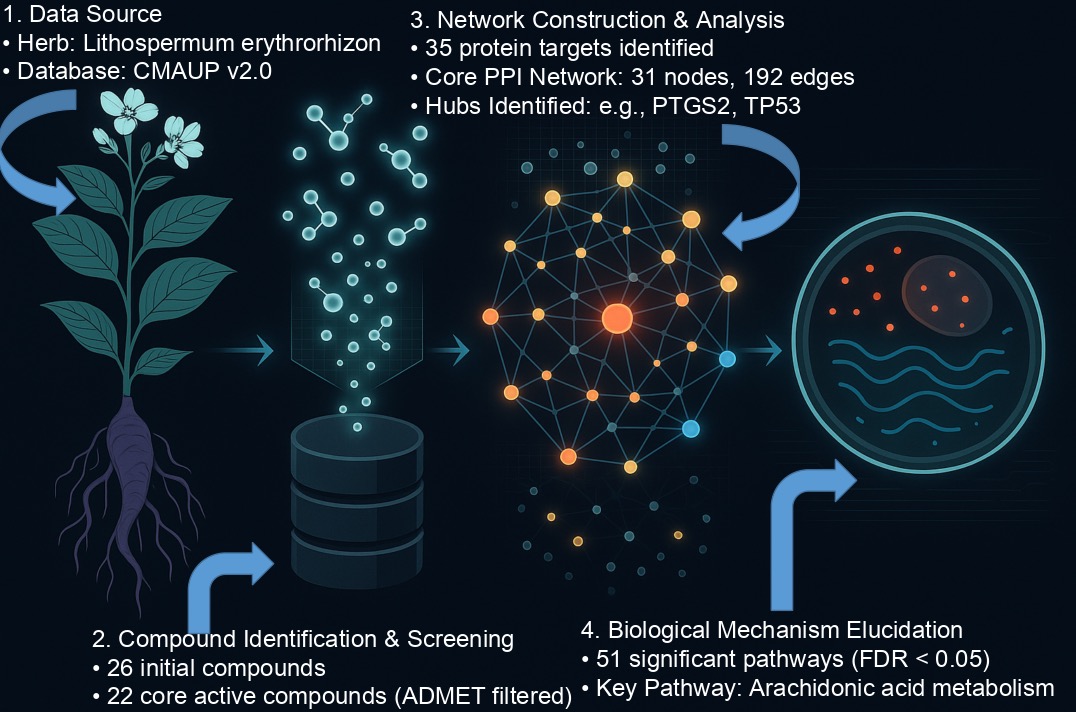 1. Data Source
• Herb: Lithospermum erythrorhizon
• Database: CMAUP v2.0
3. Network Construction & Analysis
• 35 protein targets identified
• Core PPI Network: 31 nodes, 192 edges
• Hubs Identified: e.g., PTGS2, TP53
2. Compound Identification & Screening
• 26 initial compounds
• 22 core active compounds (ADMET filtered)
4. Biological Mechanism Elucidation
• 51 significant pathways (FDR < 0.05)
• Key Pathway: Arachidonic acid metabolism